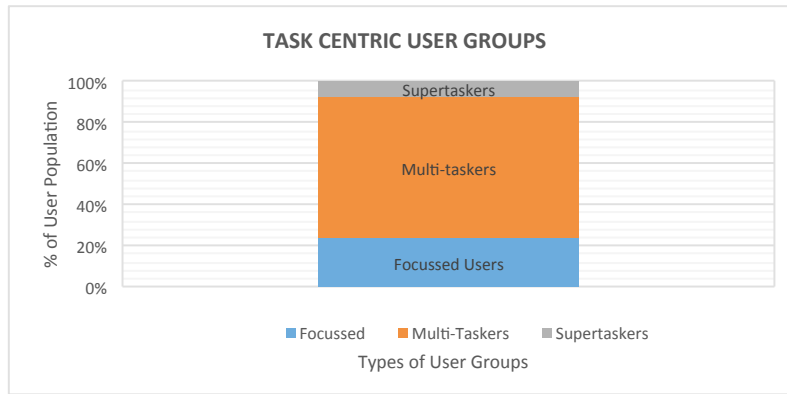 TASK CENTRIC USER GROUPS
% of User Population
100%
80%
60%
40%
20%
0%
Supertaskers
Multi-taskers
Focussed Users
Focussed Multi-Taskers Supertaskers
Types of User Groups